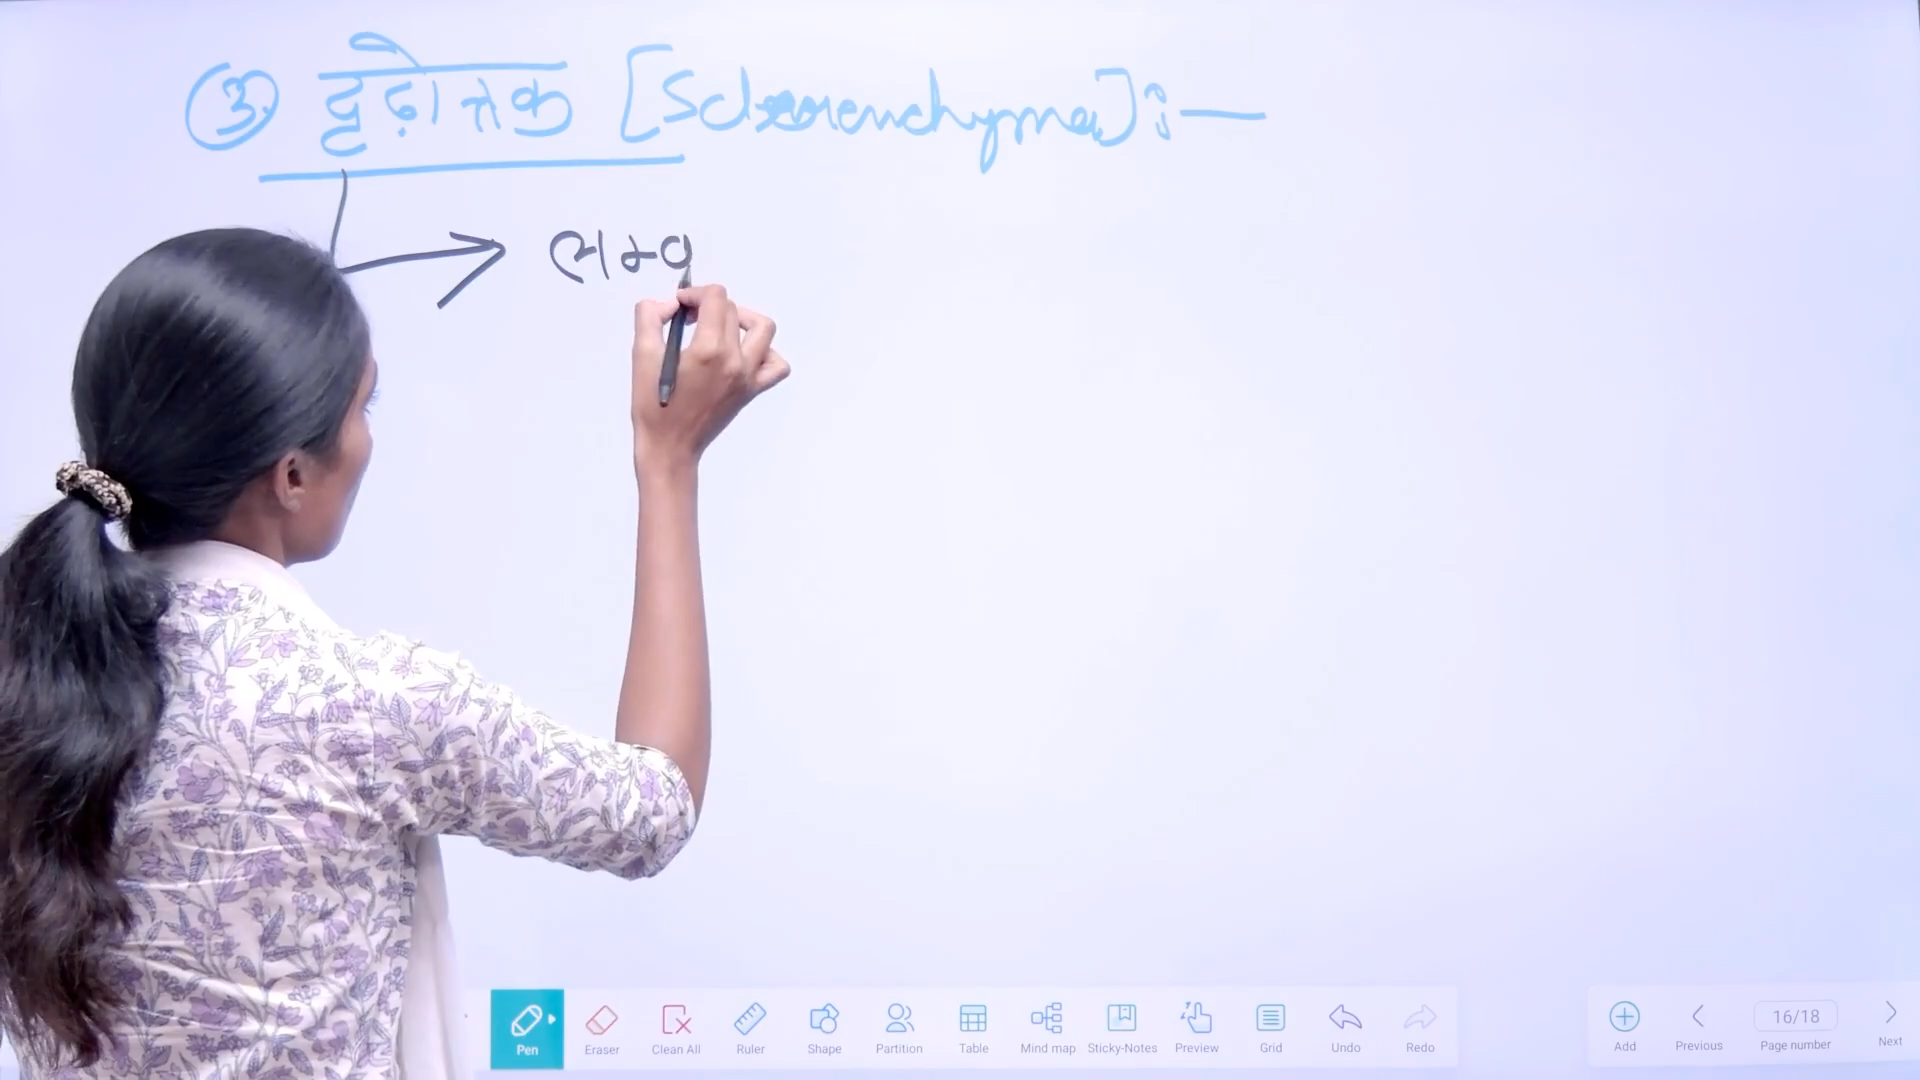 3. दृढ़ोत्तक [Sclerenchyma]:—
Pen Eraser Clean All Ruler Shape Partition Table Mind map Sticky-Notes Preview Grid Undo Redo Add Previous 16/18 Page number Next